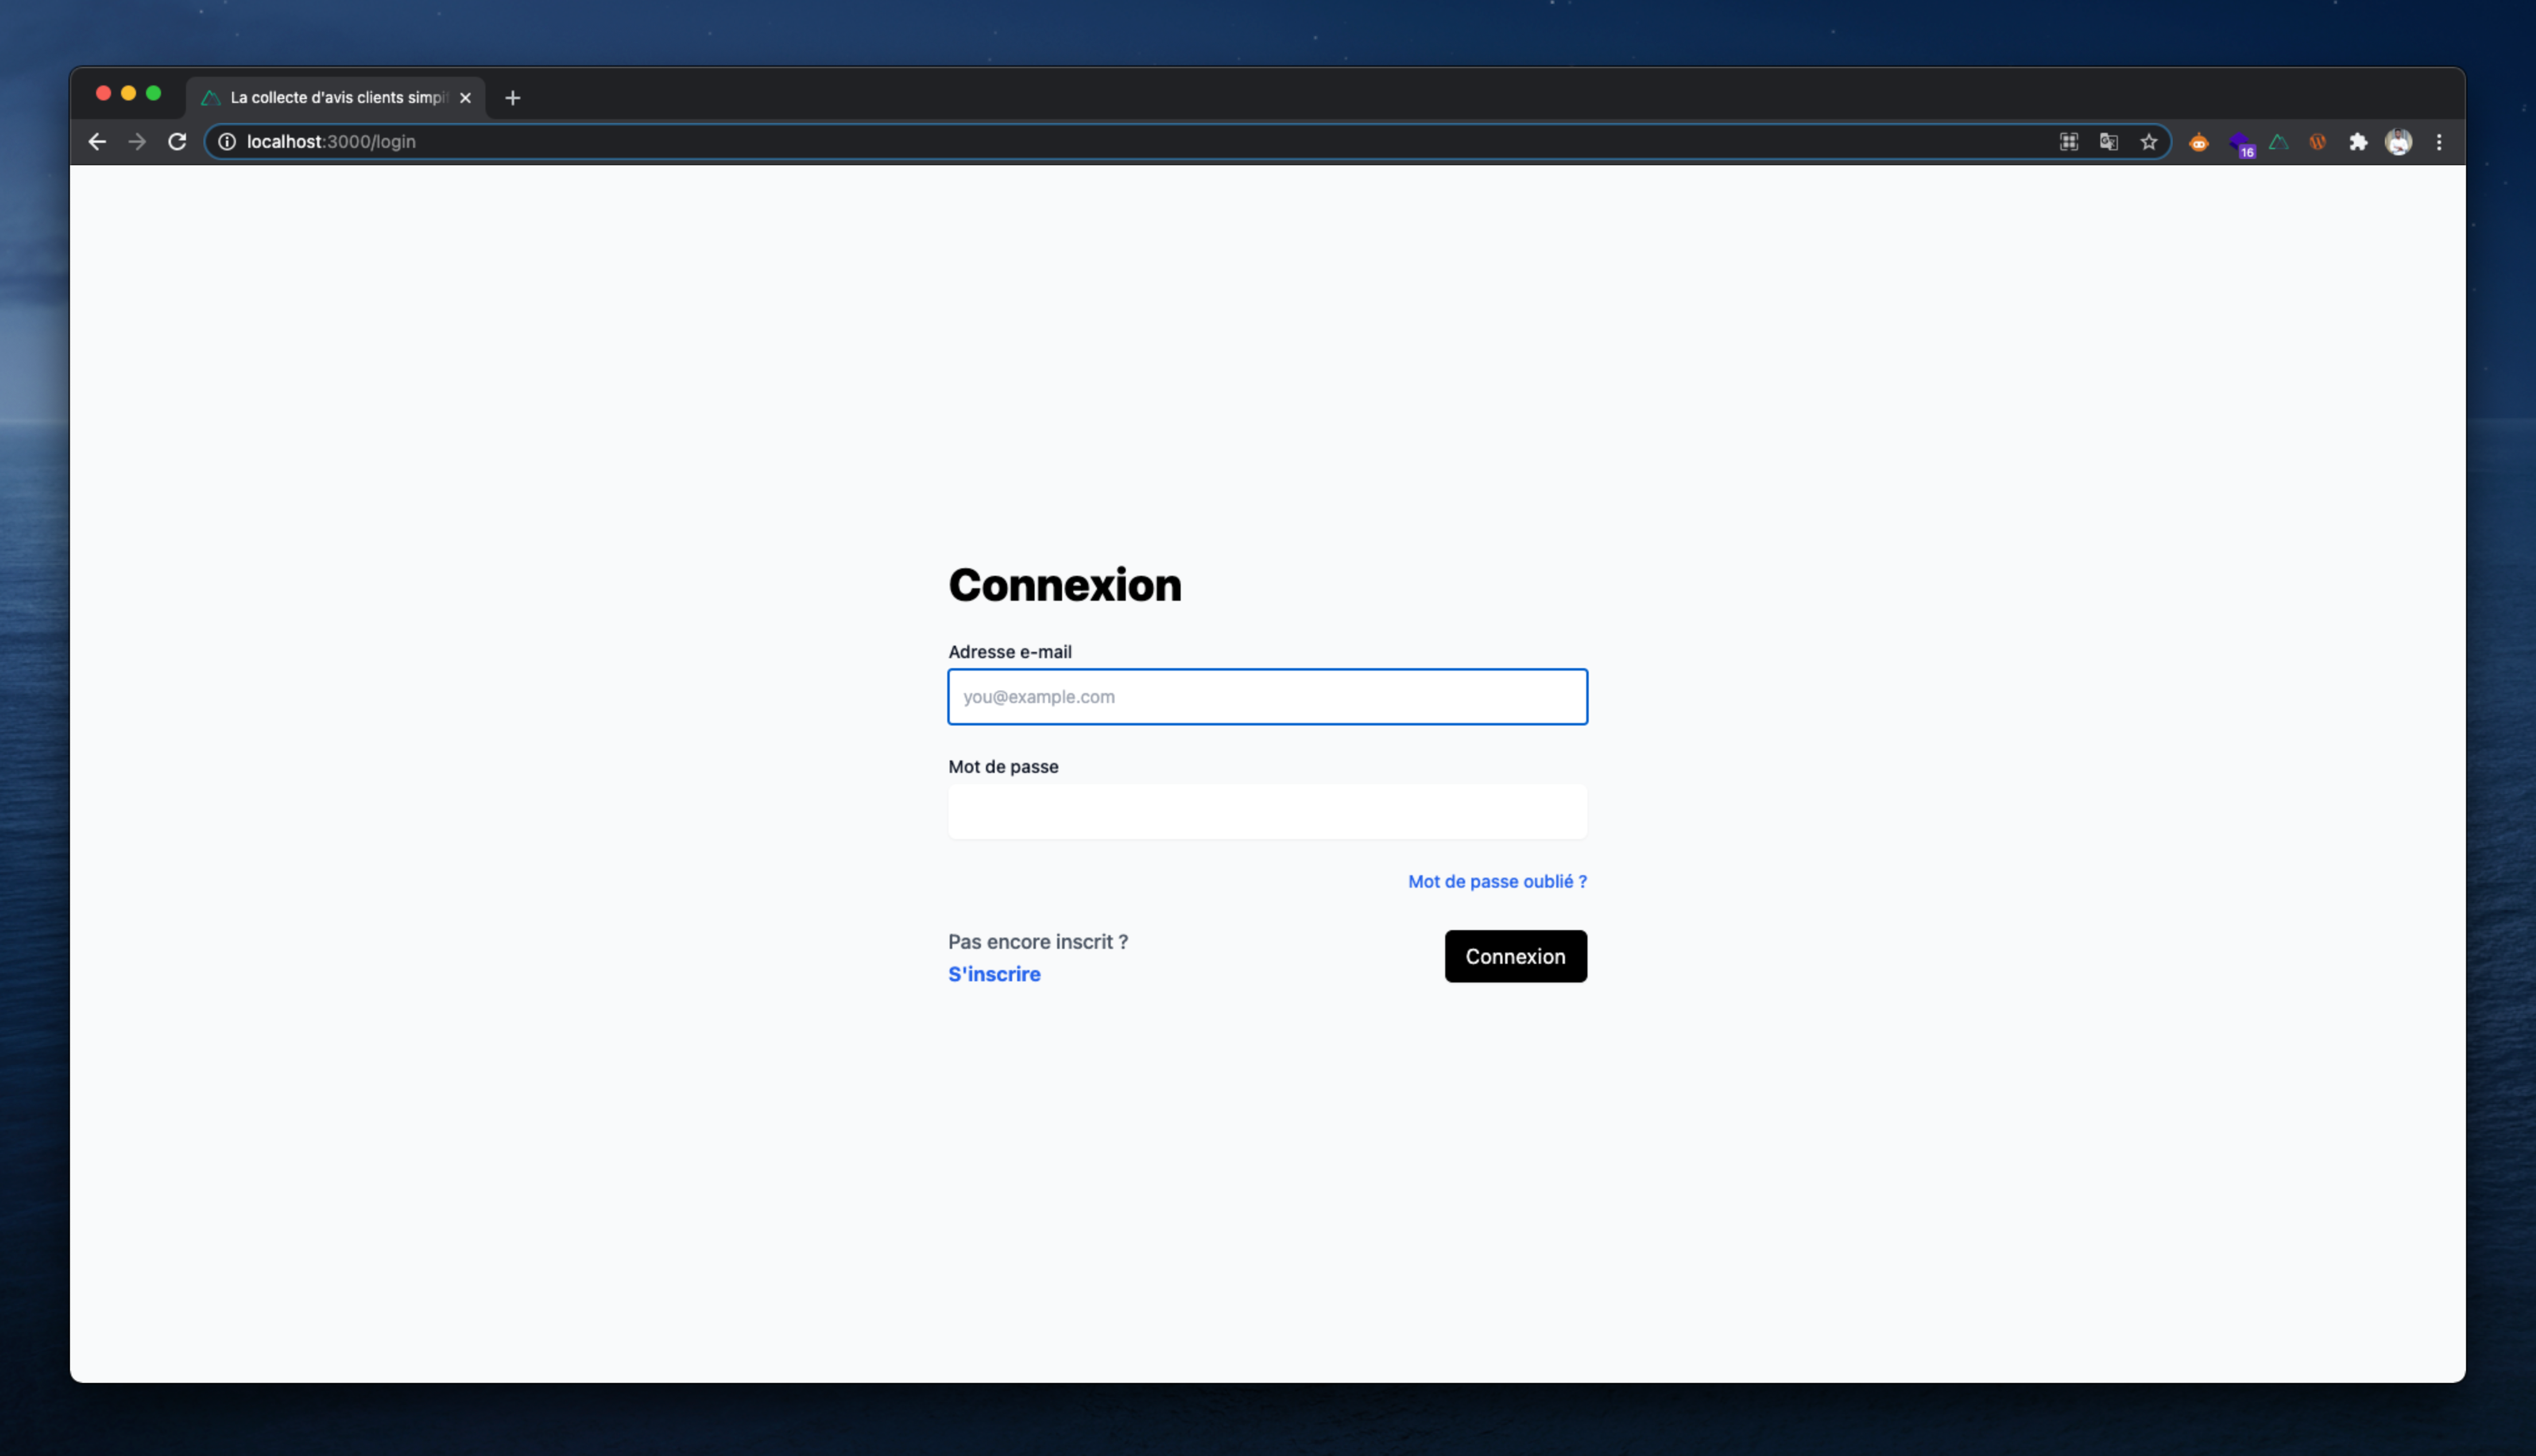 La collecte d'avis clients simpi
localhost:3000/login
16
Connexion
Adresse e-mail
you@example.com
Mot de passe
Mot de passe oublié ?
Pas encore inscrit ?
S'inscrire
Connexion